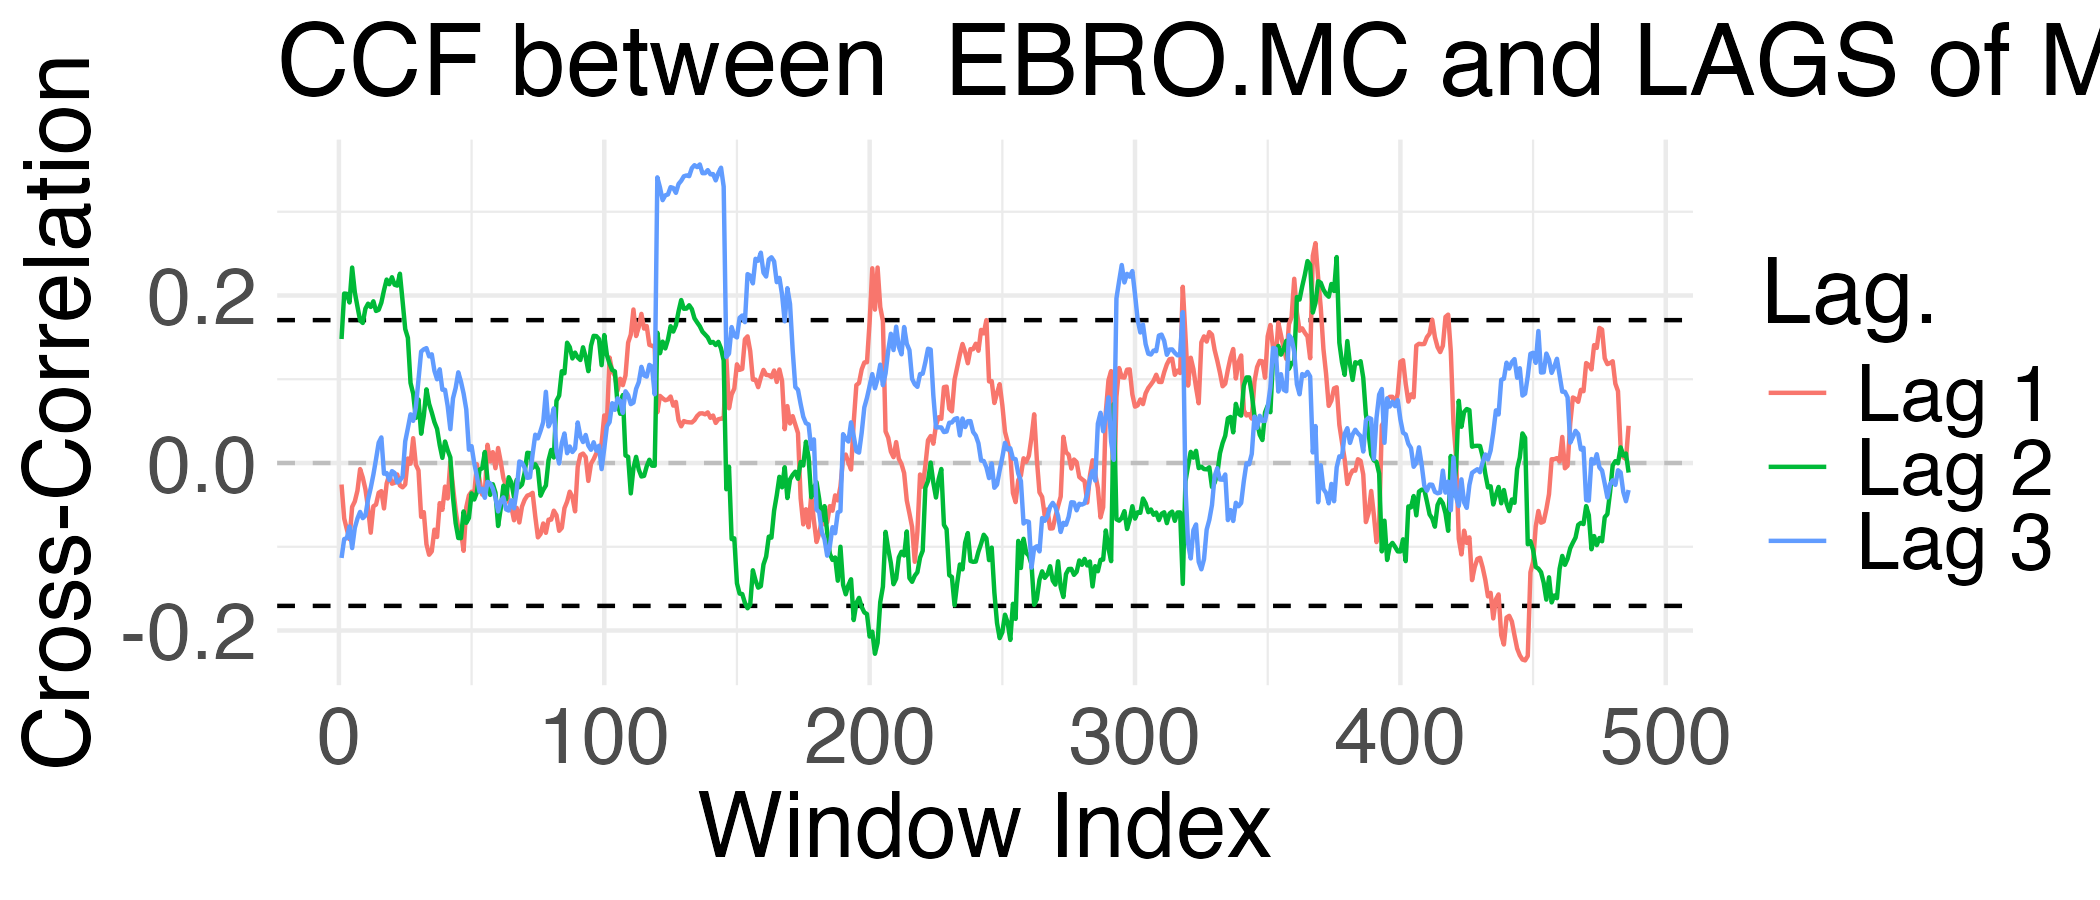 CCF between  EBRO.MC and LAGS of M
Cross-Correlation
0.2
0.0
-0.2
0
100
200
300
400
500
Window Index
Lag.
Lag 1
Lag 2
Lag 3